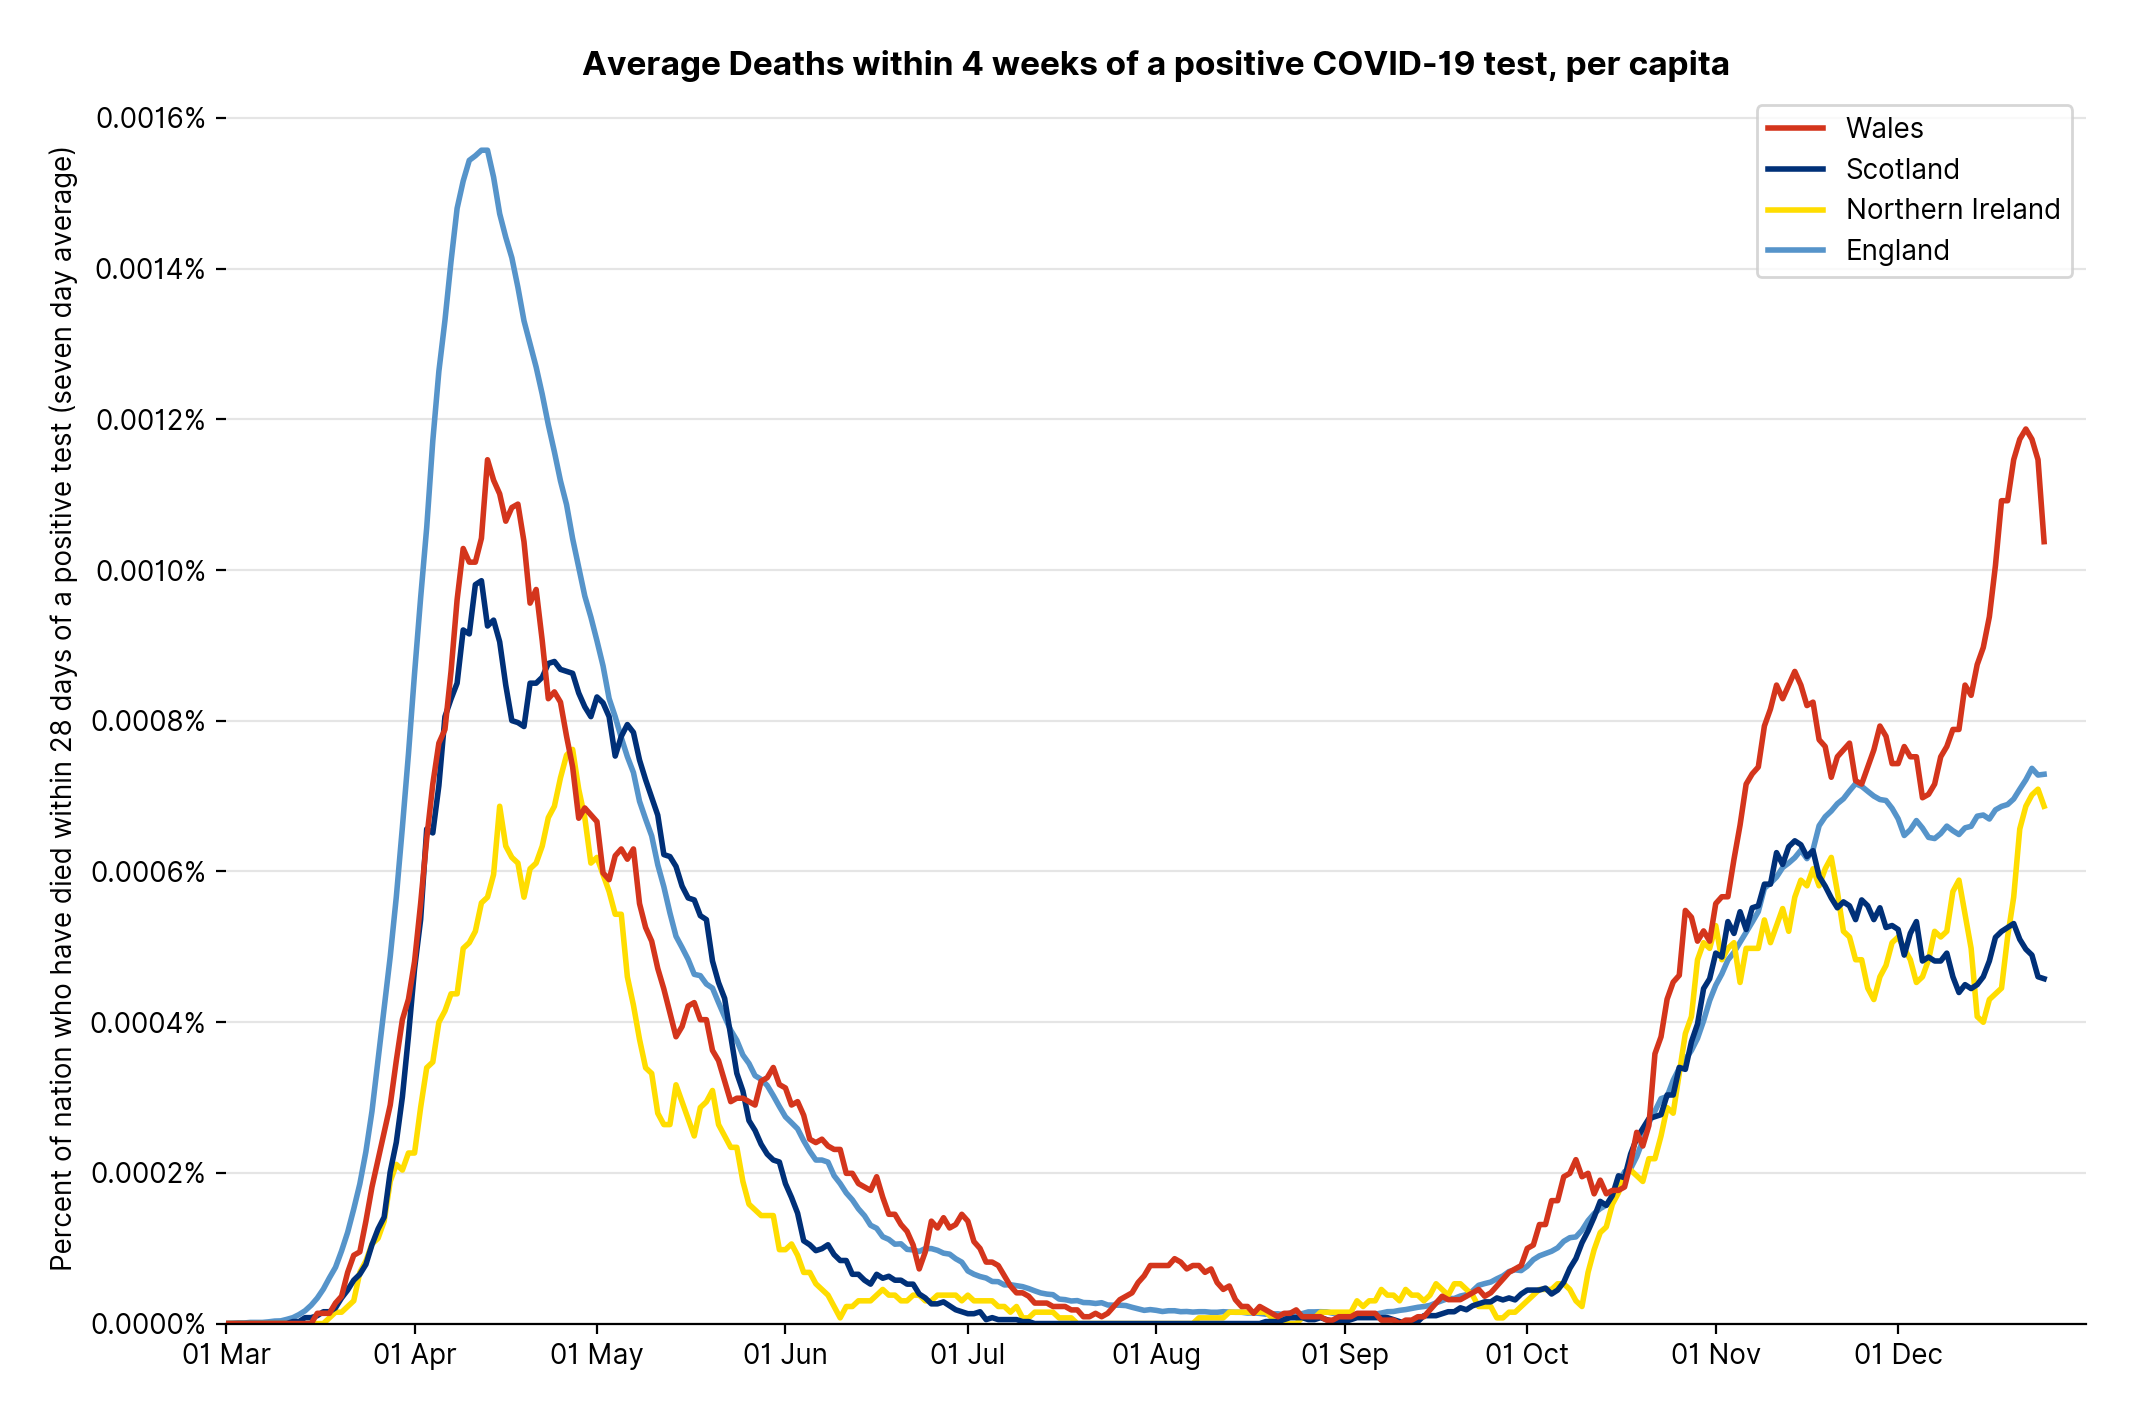 Average Deaths within 4 weeks of a positive COVID-19 test, per capita
Percent of nation who have died within 28 days of a positive test (seven day average)
0.0016%
0.0014%
0.0012%
0.0010%
0.0008%
0.0006%
0.0004%
0.0002%
0.0000%
Wales
Scotland
Northern Ireland
England
01 Mar
01 Apr
01 May
01 Jun
01 Jul
01 Aug
01 Sep
01 Oct
01 Nov
01 Dec